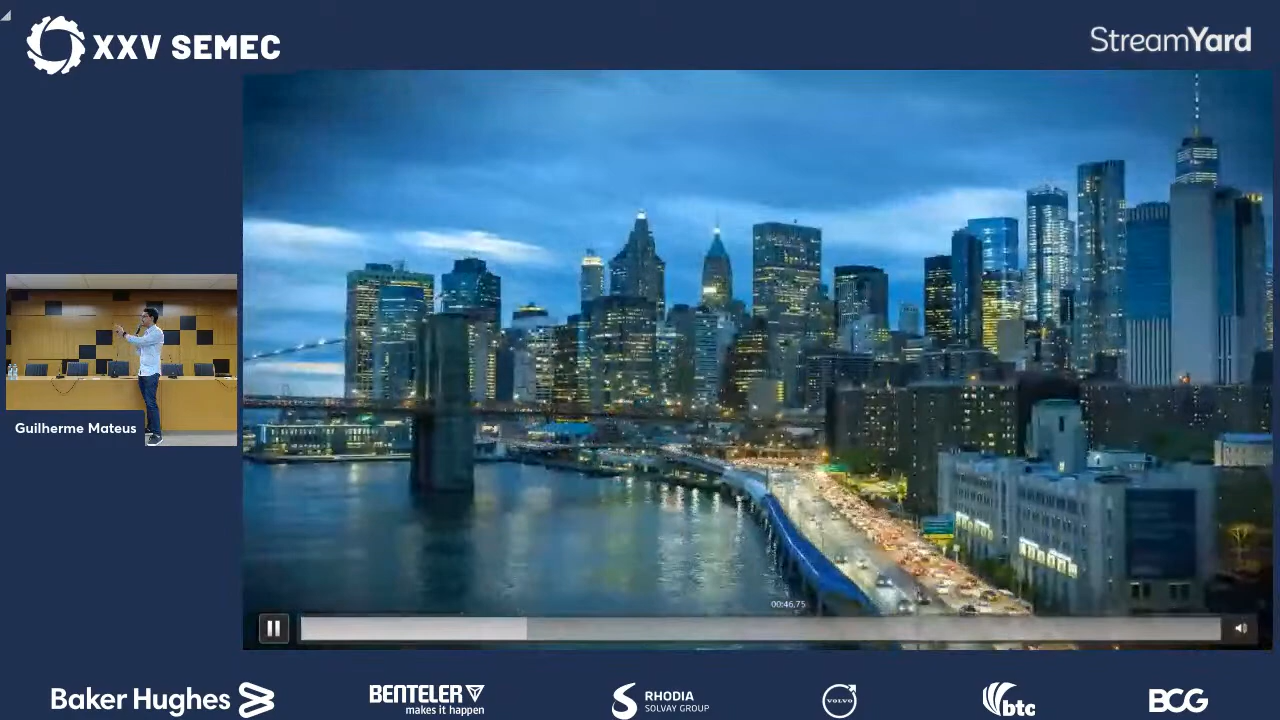 XXV SEMEC
StreamYard
Guilherme Mateus
00:46,75
Baker Hughes
BENTELER
makes it happen
RHODIA
SOLVAY GROUP
VOLVO
btc
BCG